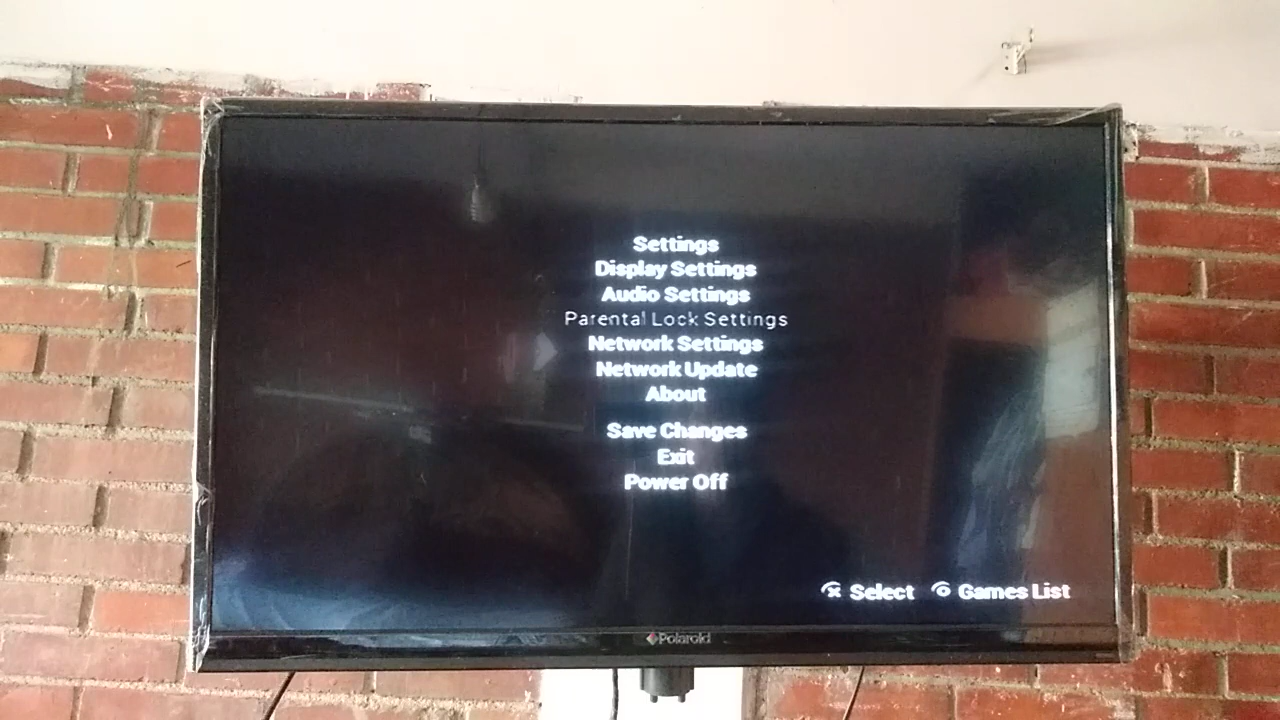 Settings
Display Settings
Audio Settings
Parental Lock Settings
Network Settings
Network Update
About
Save Changes
Exit
Power Off
Select
Games List
Polaroid